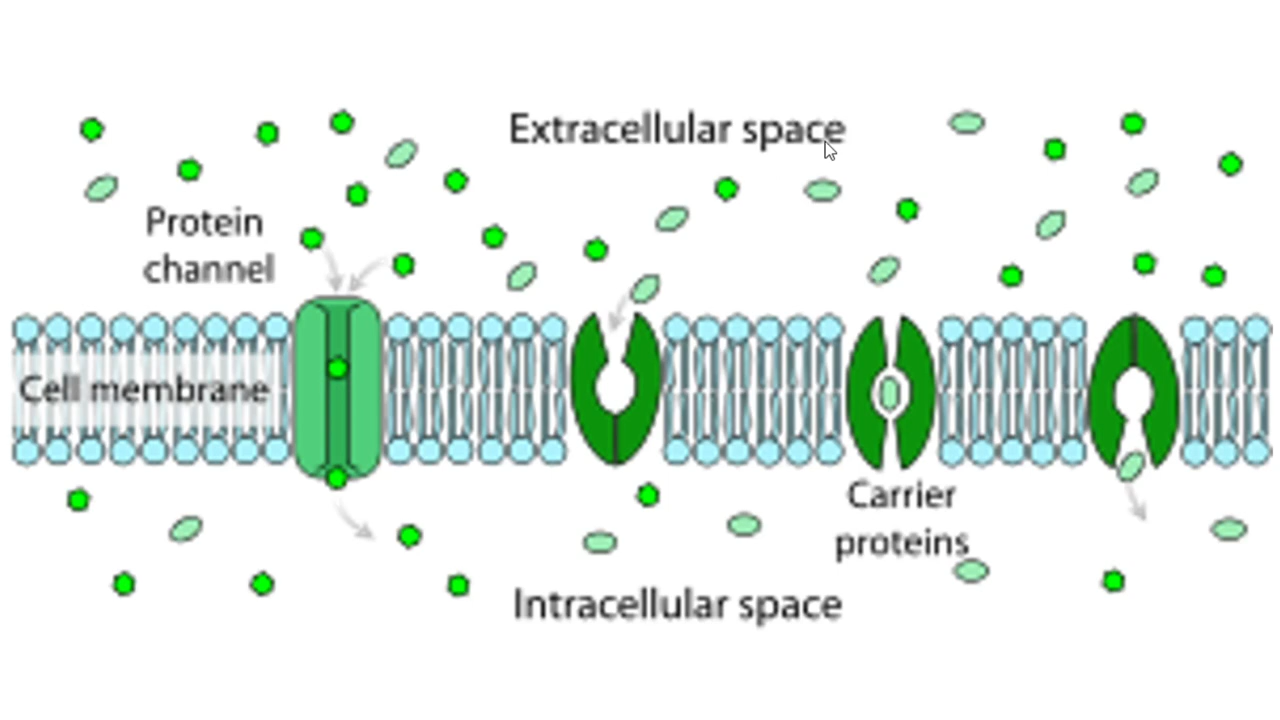 Extracellular space
Protein
channel
Cell membrane
Carrier
proteins
Intracellular space